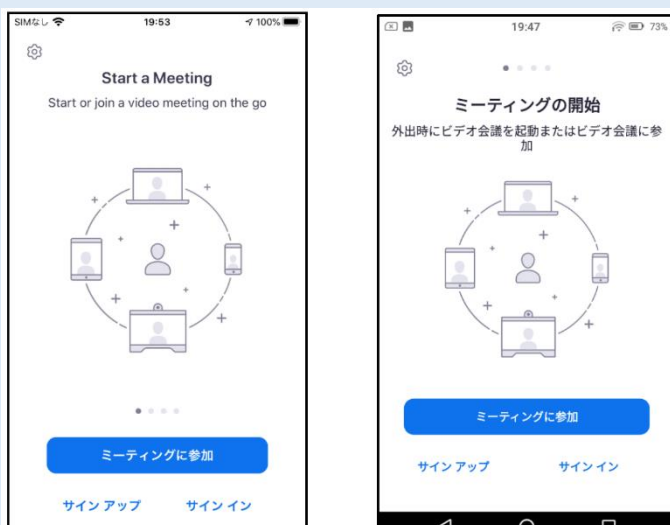 SIMなし 19:53 100%
Start a Meeting
Start or join a video meeting on the go
ミーティングに参加
サイン アップ サイン イン
19:47 73%
ミーティングの開始
外出時にビデオ会議を起動またはビデオ会議に参
加
ミーティングに参加
サイン アップ サイン イン